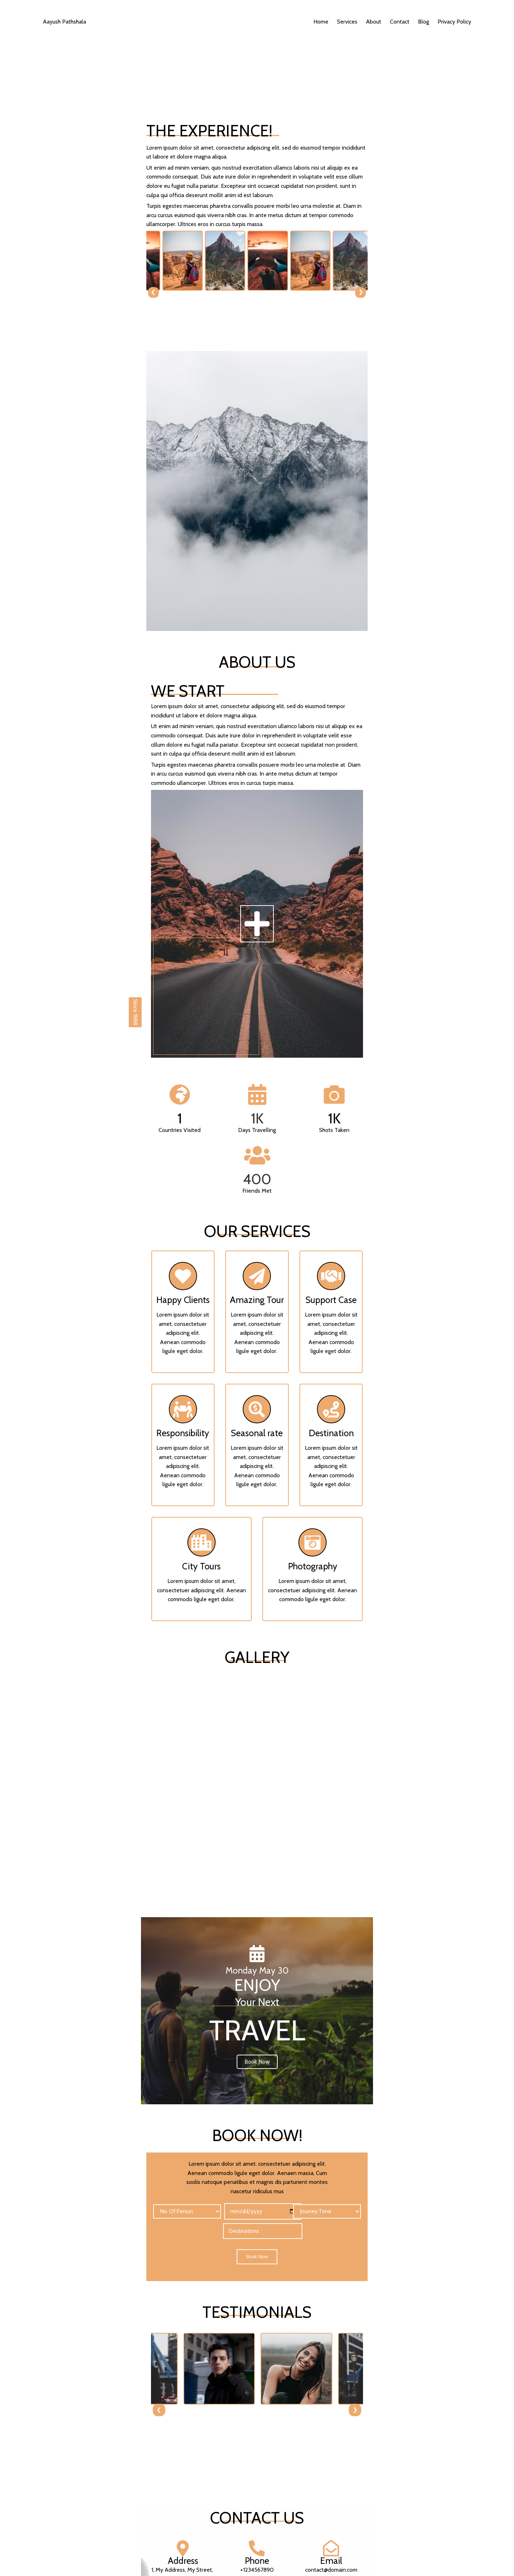 Aayush Pathshala
Home Services About Contact Blog Privacy Policy
THE EXPERIENCE!
Lorem ipsum dolor sit amet, consectetur adipiscing elit, sed do eiusmod tempor incididunt
ut labore et dolore magna aliqua.
Ut enim ad minim veniam, quis nostrud exercitation ullamco laboris nisi ut aliquip ex ea
commodo consequat. Duis aute irure dolor in reprehenderit in voluptate velit esse cillum
dolore eu fugiat nulla pariatur. Excepteur sint occaecat cupidatat non proident, sunt in
culpa qui officia deserunt mollit anim id est laborum.
Turpis egestas maecenas pharetra convallis posuere morbi leo urna molestie at. Diam in
arcu cursus euismod quis viverra nibh cras. In ante metus dictum at tempor commodo
ullamcorper. Ultrices eros in cursus turpis massa.
ABOUT US
WE START
Lorem ipsum dolor sit amet, consectetur adipiscing elit, sed do eiusmod tempor
incididunt ut labore et dolore magna aliqua.
Ut enim ad minim veniam, quis nostrud exercitation ullamco laboris nisi ut aliquip ex ea
commodo consequat. Duis aute irure dolor in reprehenderit in voluptate velit esse
cillum dolore eu fugiat nulla pariatur. Excepteur sint occaecat cupidatat non proident,
sunt in culpa qui officia deserunt mollit anim id est laborum.
Turpis egestas maecenas pharetra convallis posuere morbi leo urna molestie at. Diam
in arcu cursus euismod quis viverra nibh cras. In ante metus dictum at tempor
commodo ullamcorper. Ultrices eros in cursus turpis massa.
1 1K 1K
Countries Visited Days Travelling Shots Taken
400
Friends Met
OUR SERVICES
Happy Clients Amazing Tour Support Case
Lorem ipsum dolor sit Lorem ipsum dolor sit Lorem ipsum dolor sit
amet, consectetuer amet, consectetuer amet, consectetuer
adipiscing elit. adipiscing elit. adipiscing elit.
Aenean commodo Aenean commodo Aenean commodo
ligule eget dolor. ligule eget dolor. ligule eget dolor.
Responsibility Seasonal rate Destination
Lorem ipsum dolor sit Lorem ipsum dolor sit Lorem ipsum dolor sit
amet, consectetuer amet, consectetuer amet, consectetuer
adipiscing elit. adipiscing elit. adipiscing elit.
Aenean commodo Aenean commodo Aenean commodo
ligule eget dolor. ligule eget dolor. ligule eget dolor.
City Tours Photography
Lorem ipsum dolor sit amet, Lorem ipsum dolor sit amet,
consectetuer adipiscing elit. Aenean consectetuer adipiscing elit. Aenean
commodo ligule eget dolor. commodo ligule eget dolor.
GALLERY
Monday May 30
ENJOY
Your Next
TRAVEL
Book Now
BOOK NOW!
Lorem ipsum dolor sit amet, consectetuer adipiscing elit.
Aenean commodo ligule eget dolor. Aenaen massa. Cum
soolis natoque penatibus et magnis dis parturient montes
nascetur ridiculus mus
No. Of Person mm/dd/yyyy Journey Time
Destinations
Book Now
TESTIMONIALS
CONTACT US
Address Phone Email
1, My Address, My Street, +1234567890 contact@domain.com